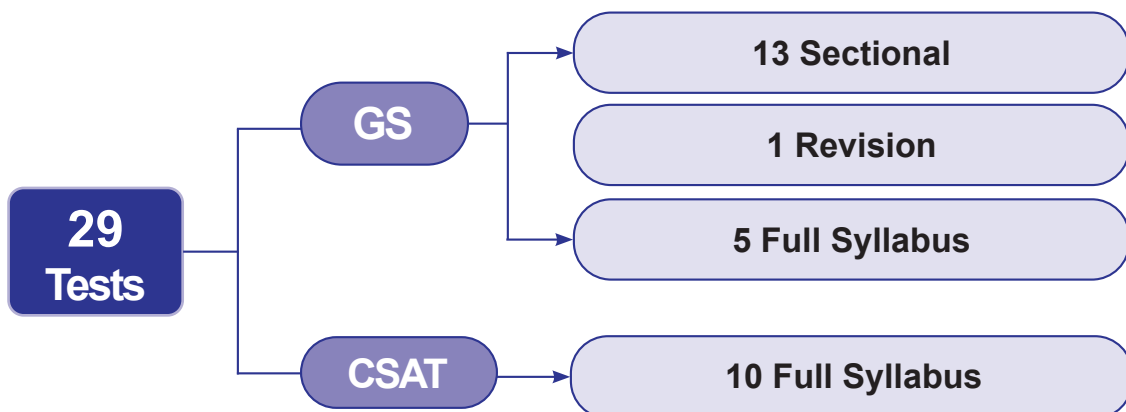 29
Tests
GS
13 Sectional
1 Revision
5 Full Syllabus
CSAT
10 Full Syllabus